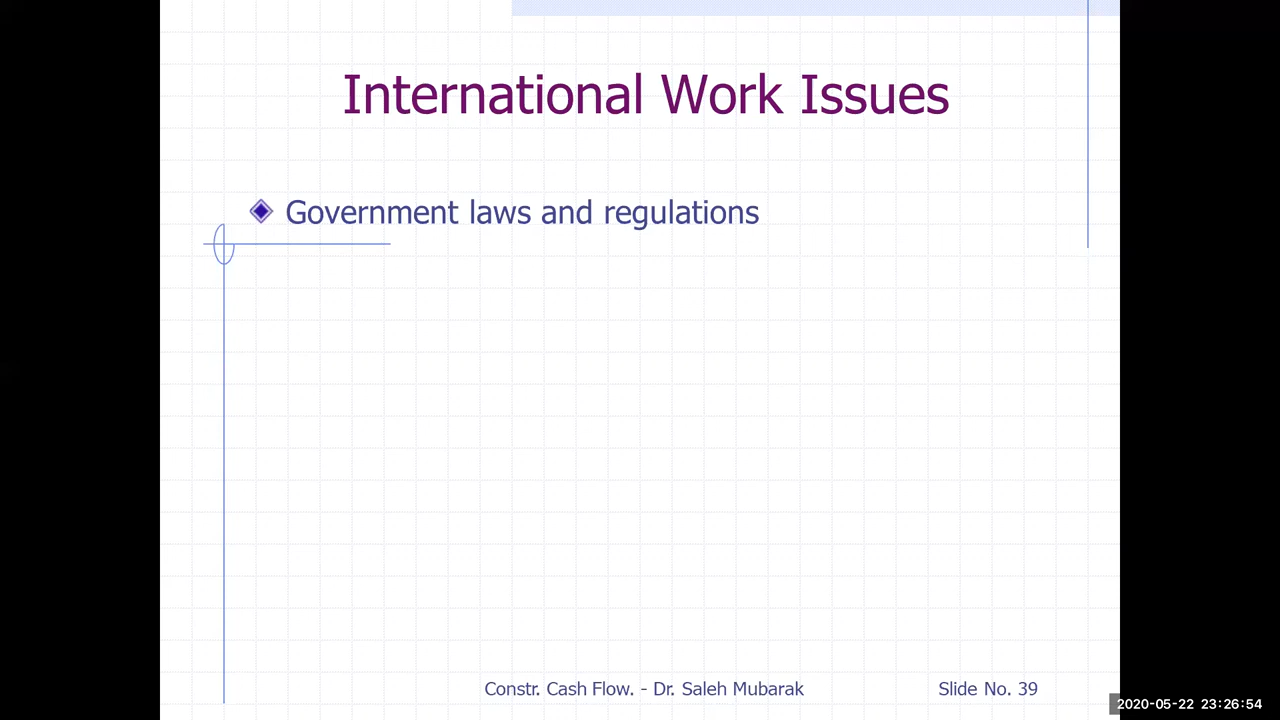 International Work Issues
Government laws and regulations
Constr. Cash Flow. - Dr. Saleh Mubarak
Slide No. 39
2020-05-22 23:26:54